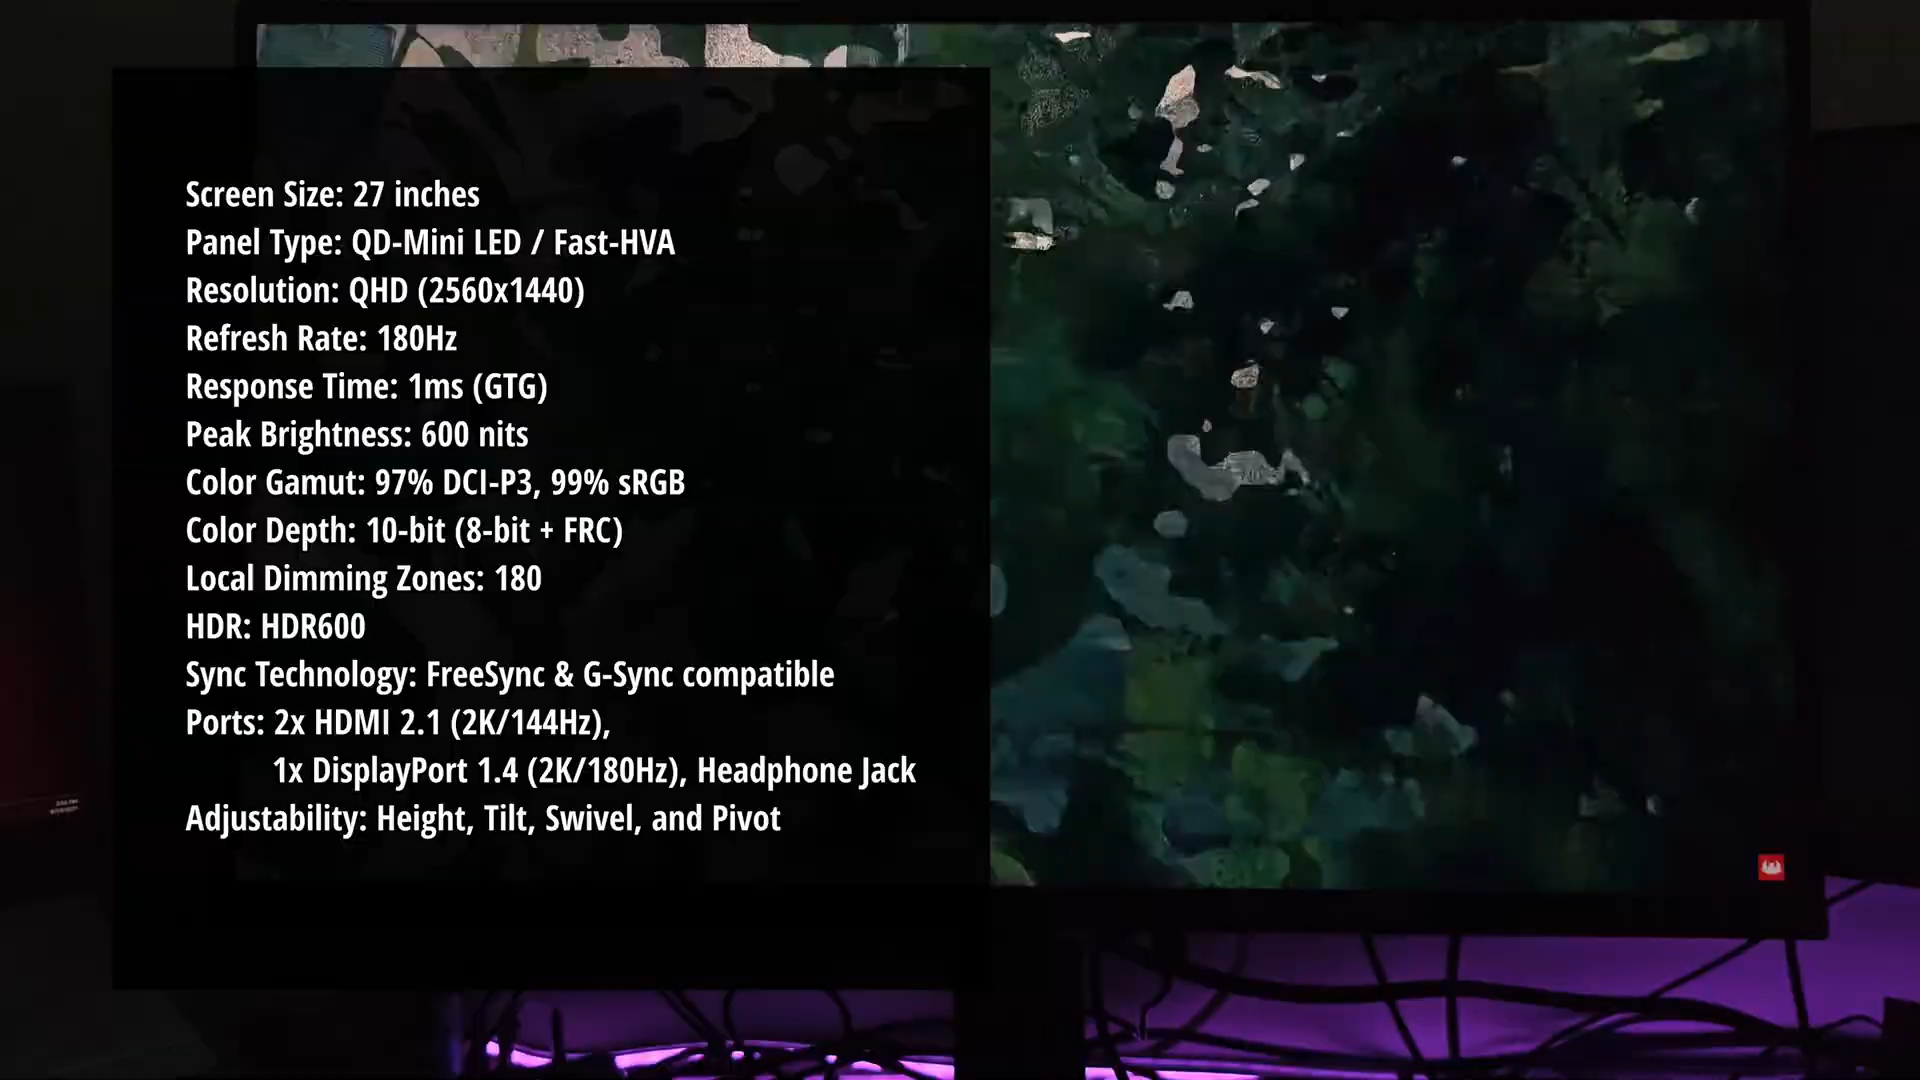 Screen Size: 27 inches
Panel Type: QD-Mini LED / Fast-HVA
Resolution: QHD (2560x1440)
Refresh Rate: 180Hz
Response Time: 1ms (GTG)
Peak Brightness: 600 nits
Color Gamut: 97% DCI-P3, 99% sRGB
Color Depth: 10-bit (8-bit + FRC)
Local Dimming Zones: 180
HDR: HDR600
Sync Technology: FreeSync & G-Sync compatible
Ports: 2x HDMI 2.1 (2K/144Hz),
1x DisplayPort 1.4 (2K/180Hz), Headphone Jack
Adjustability: Height, Tilt, Swivel, and Pivot